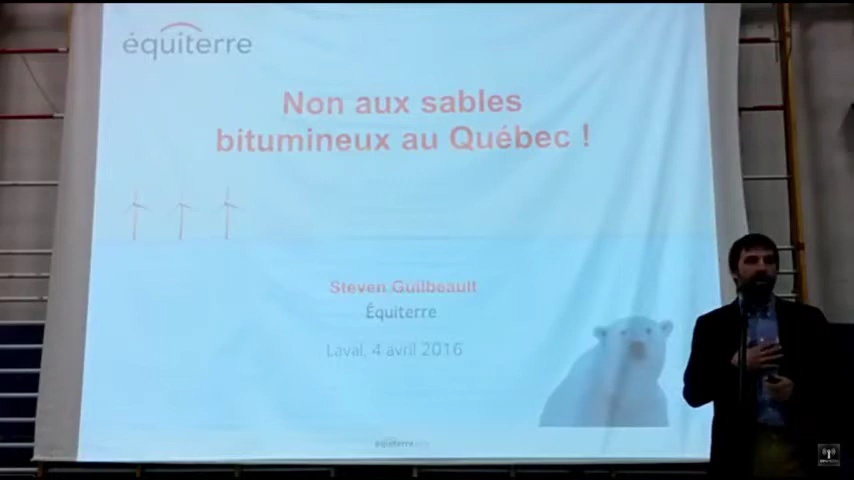 équiterre
Non aux sables
bitumineux au Québec !
Steven Guilbeault
Équiterre
Laval, 4 avril 2016